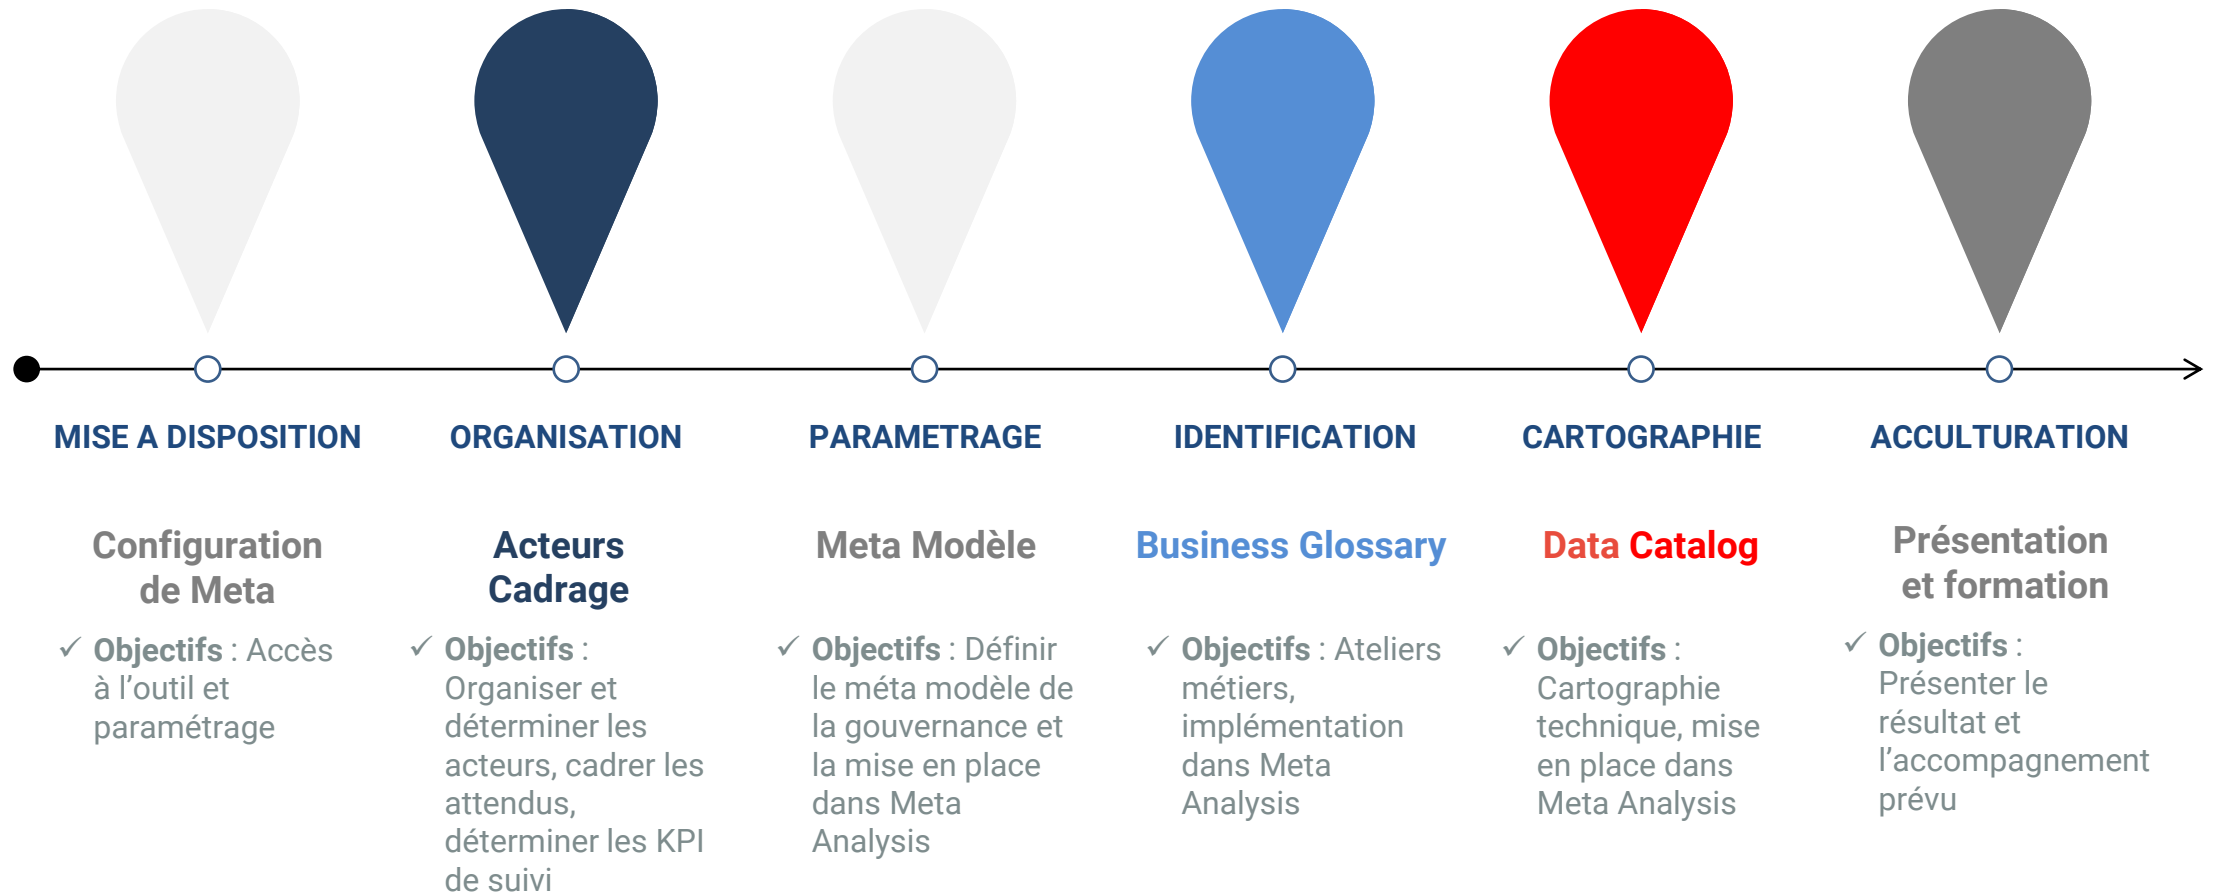 MISE A DISPOSITION
Configuration
de Meta
✓ Objectifs : Accès
à l’outil et
paramétrage
ORGANISATION
Acteurs
Cadrage
✓ Objectifs :
Organiser et
déterminer les
acteurs, cadrer les
attendus,
déterminer les KPI
de suivi
PARAMETRAGE
Meta Modèle
✓ Objectifs : Définir
le méta modèle de
la gouvernance et
la mise en place
dans Meta
Analysis
IDENTIFICATION
Business Glossary
✓ Objectifs : Ateliers
métiers,
implémentation
dans Meta
Analysis
CARTOGRAPHIE
Data Catalog
✓ Objectifs :
Cartographie
technique, mise
en place dans
Meta Analysis
ACCULTURATION
Présentation
et formation
✓ Objectifs :
Présenter le
résultat et
l’accompagnement
prévu